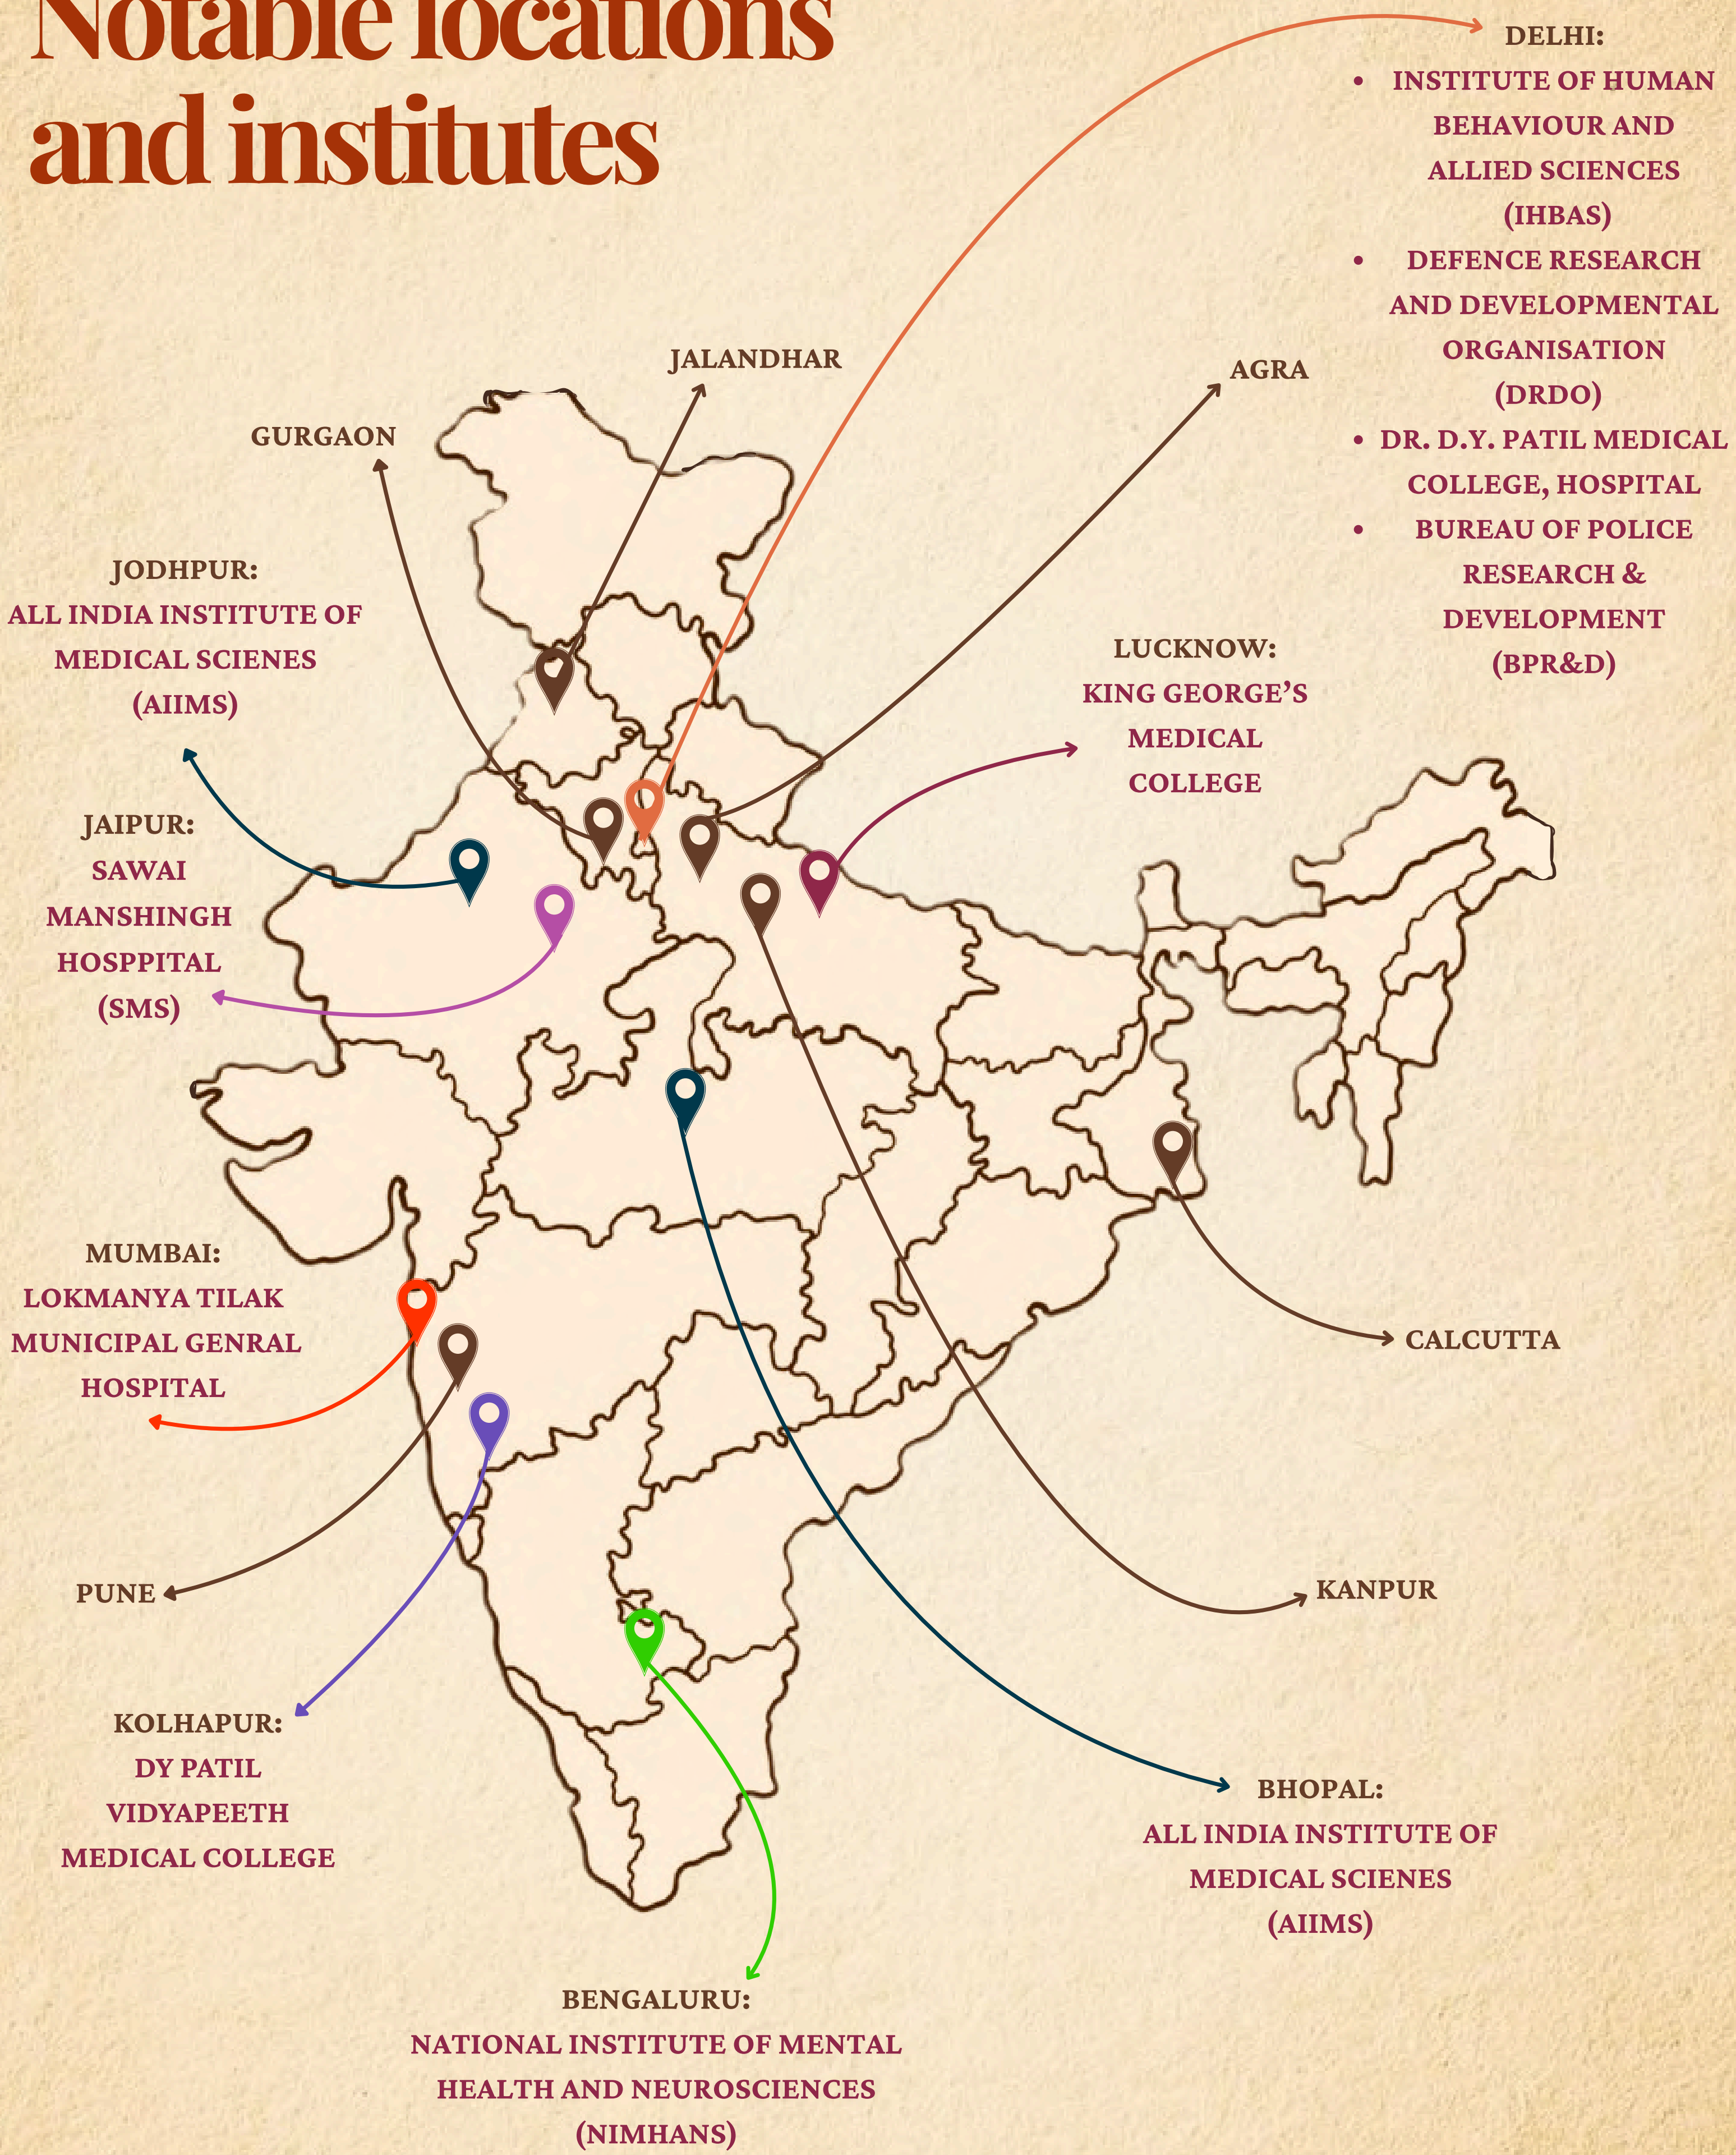 Notable locations
and institutes
DELHI:
• INSTITUTE OF HUMAN
BEHAVIOUR AND
ALLIED SCIENCES
(IHBAS)
• DEFENCE RESEARCH
AND DEVELOPMENTAL
ORGANISATION
(DRDO)
• DR. D.Y. PATIL MEDICAL
COLLEGE, HOSPITAL
• BUREAU OF POLICE
RESEARCH &
DEVELOPMENT
(BPR&D)
JALANDHAR
AGRA
GURGAON
JODHPUR:
ALL INDIA INSTITUTE OF
MEDICAL SCIENES
(AIIMS)
LUCKNOW:
KING GEORGE'S
MEDICAL
COLLEGE
JAIPUR:
SAWAI
MANSHINGH
HOSPPITAL
(SMS)
MUMBAI:
LOKMANYA TILAK
MUNICIPAL GENRAL
HOSPITAL
CALCUTTA
PUNE
KANPUR
KOLHAPUR:
DY PATIL
VIDYAPEETH
MEDICAL COLLEGE
BHOPAL:
ALL INDIA INSTITUTE OF
MEDICAL SCIENES
(AIIMS)
BENGALURU:
NATIONAL INSTITUTE OF MENTAL
HEALTH AND NEUROSCIENCES
(NIMHANS)